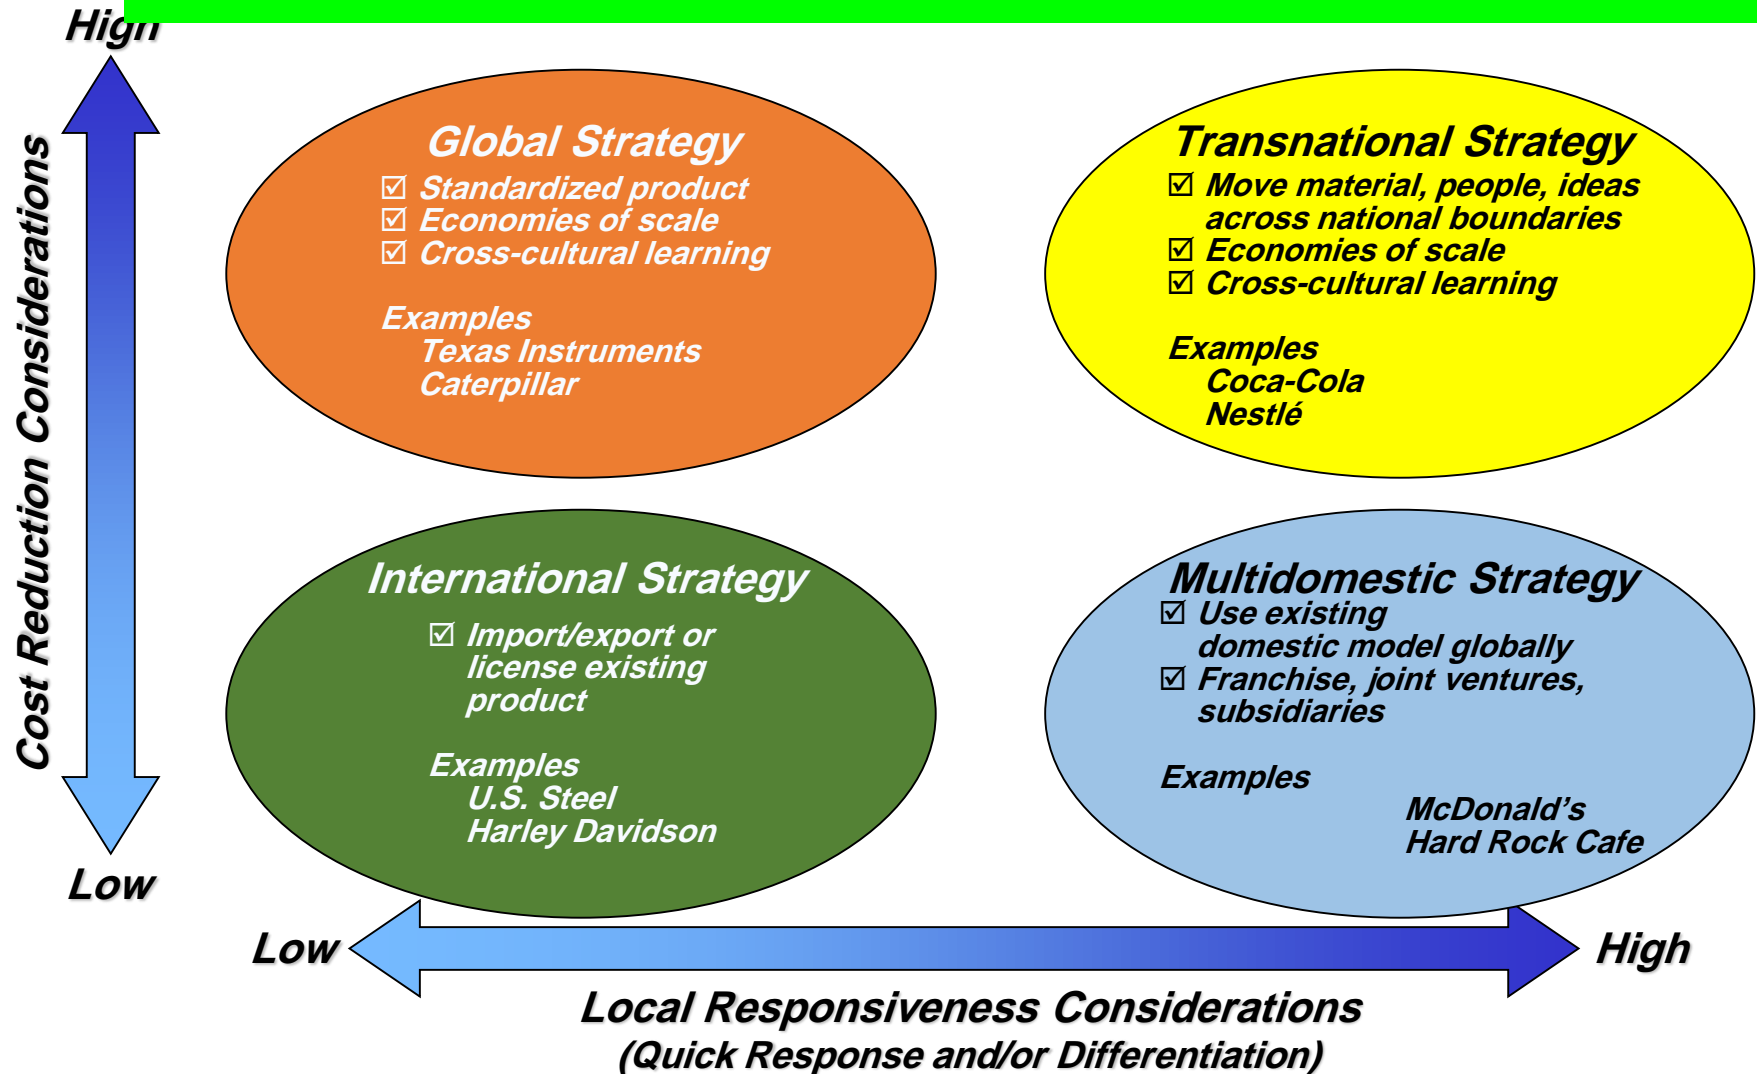 High
Cost Reduction Considerations
Low
Global Strategy
☑ Standardized product
☑ Economies of scale
☑ Cross-cultural learning
Examples
Texas Instruments
Caterpillar
Transnational Strategy
☑ Move material, people, ideas
across national boundaries
☑ Economies of scale
☑ Cross-cultural learning
Examples
Coca-Cola
Nestlé
International Strategy
☑ Import/export or
license existing
product
Examples
U.S. Steel
Harley Davidson
Multidomestic Strategy
☑ Use existing
domestic model globally
☑ Franchise, joint ventures,
subsidiaries
Examples
McDonald’s
Hard Rock Cafe
Low
High
Local Responsiveness Considerations
(Quick Response and/or Differentiation)